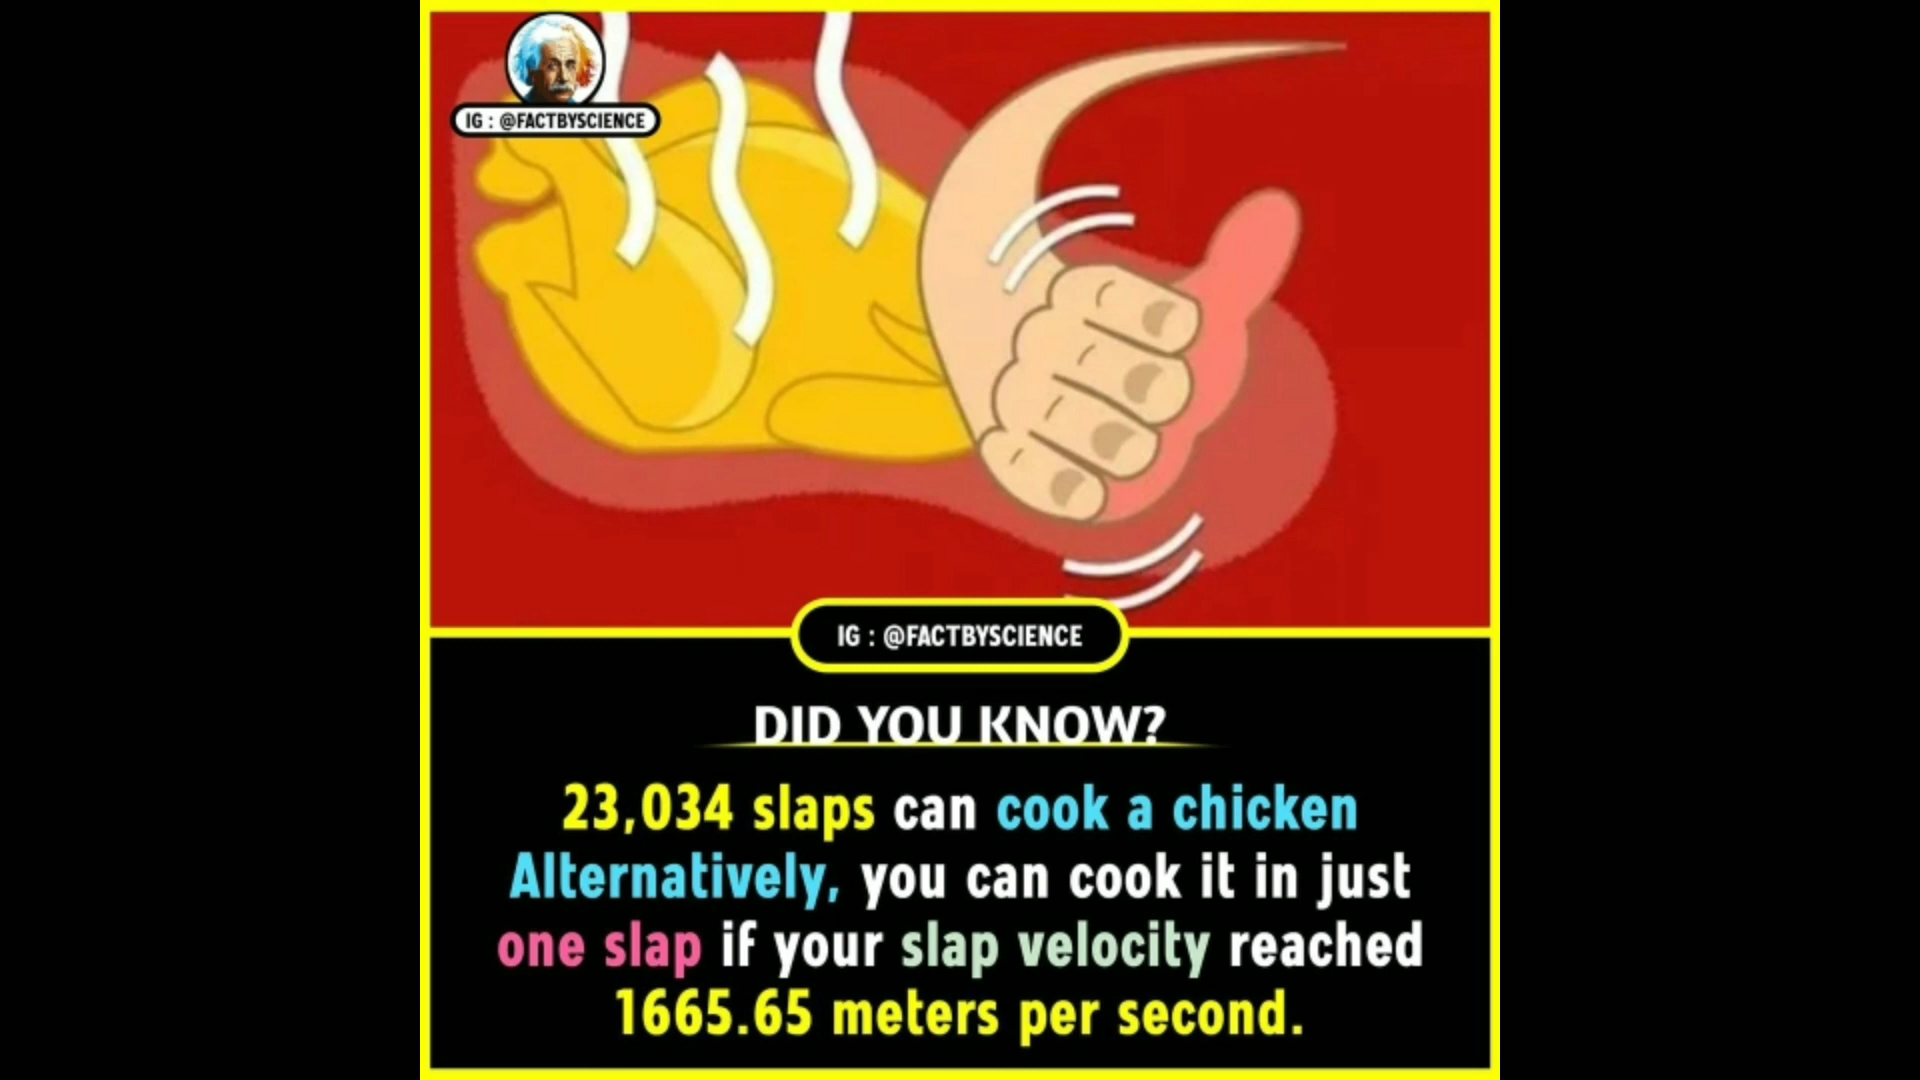 IG : @FACTBYSCIENCE
IG : @FACTBYSCIENCE
DID YOU KNOW?
23,034 slaps can cook a chicken
Alternatively, you can cook it in just
one slap if your slap velocity reached
1665.65 meters per second.